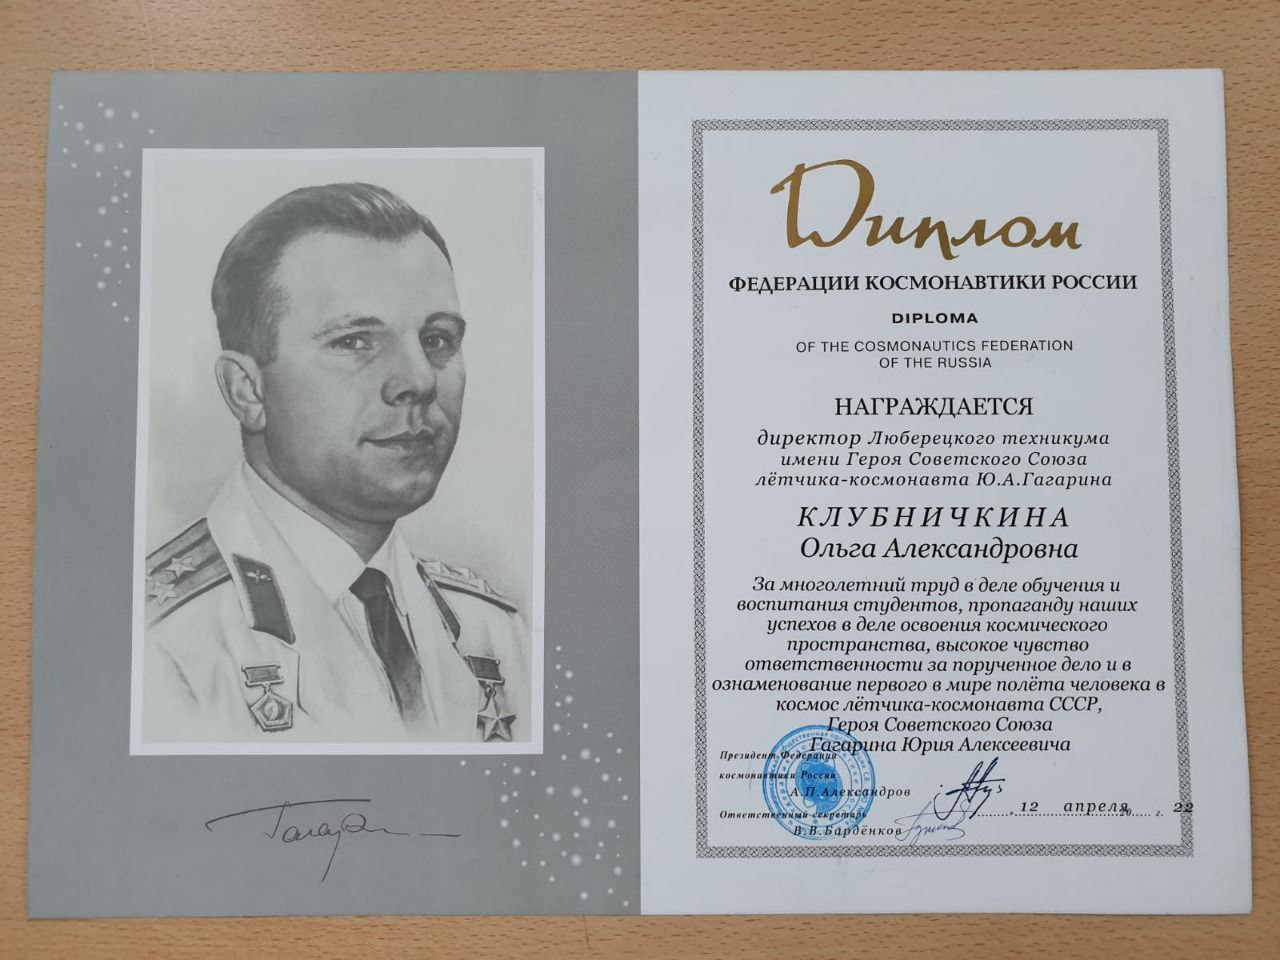 Гагарин
Диплом
ФЕДЕРАЦИИ КОСМОНАВТИКИ РОССИИ
DIPLOMA
OF THE COSMONAUTICS FEDERATION
OF THE RUSSIA
НАГРАЖДАЕТСЯ
директор Люберецкого техникума
имени Героя Советского Союза
лётчика-космонавта Ю.А.Гагарина
КЛУБНИЧКИНА
Ольга Александровна
За многолетний труд в деле обучения и
воспитания студентов, пропаганду наших
успехов в деле освоения космического
пространства, высокое чувство
ответственности за порученное дело и в
ознаменование первого в мире полёта человека в
космос лётчика-космонавта СССР,
Героя Советского Союза
Гагарина Юрия Алексеевича
Президент Федерации
космонавтики России
А.П.Александров
Ответственный секретарь
В.В.Бардёнков
„ 12 апреля 20 г. 22